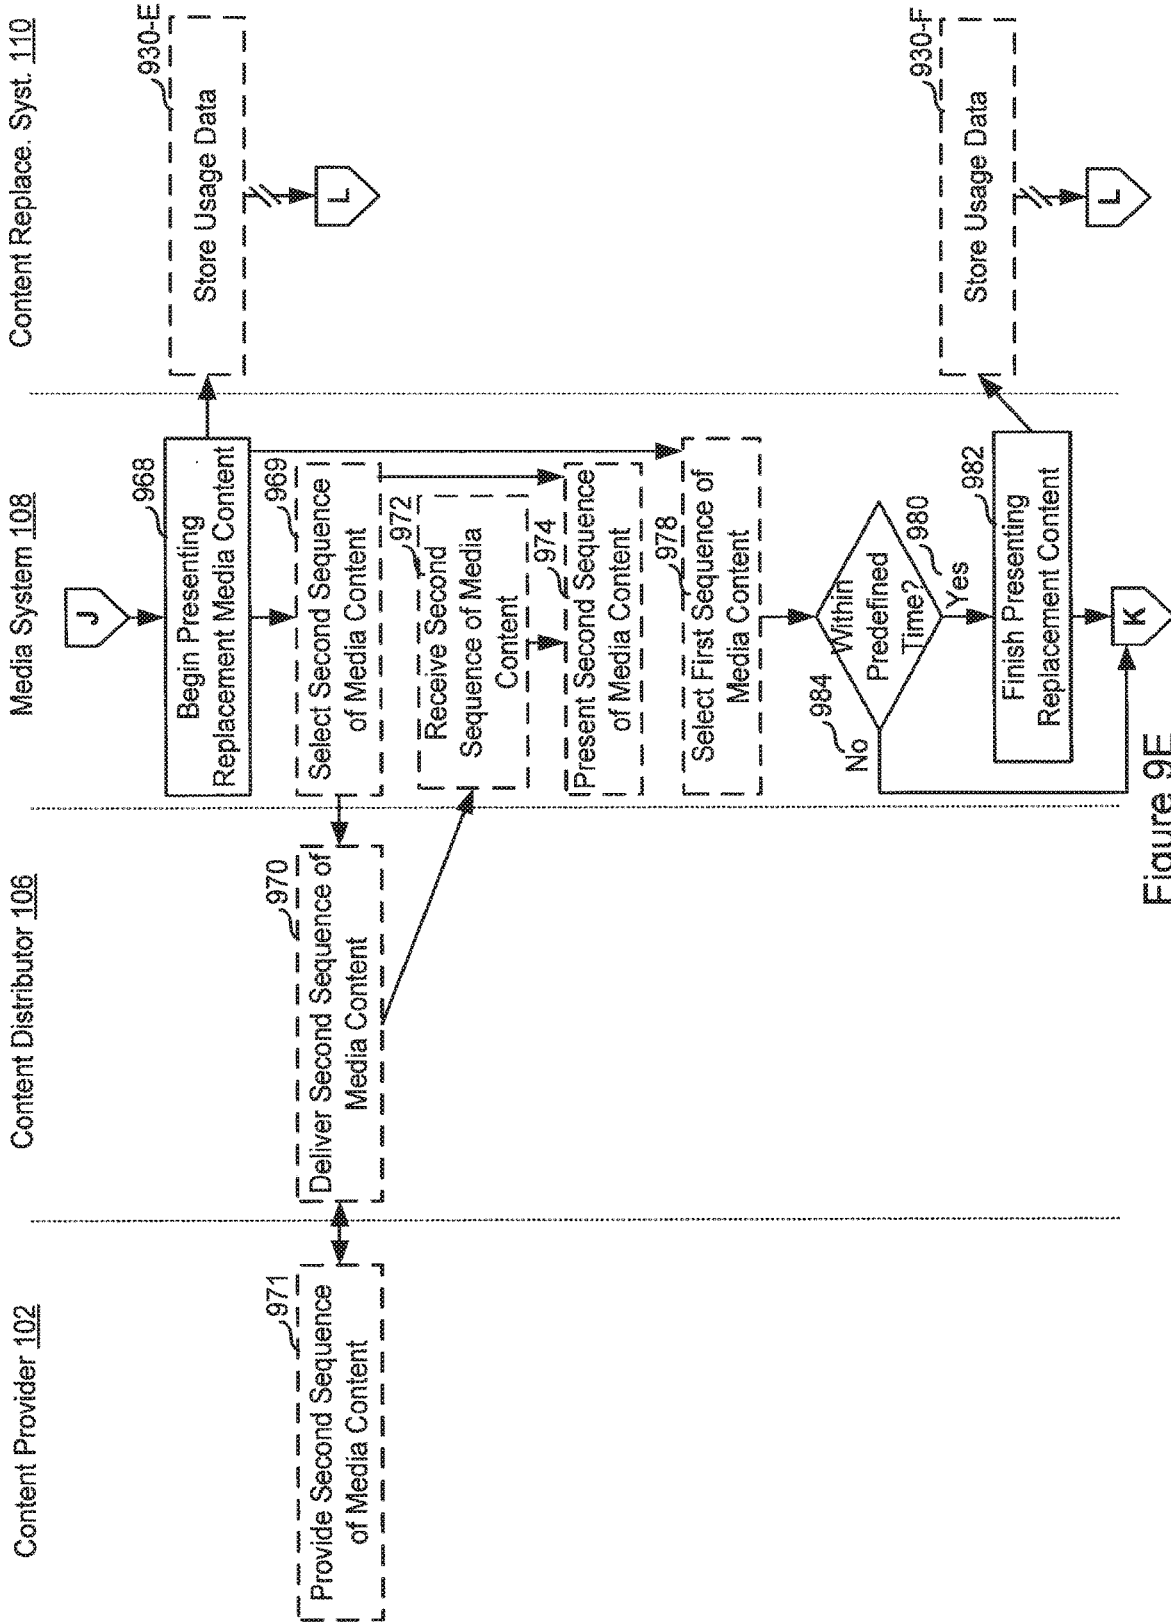 Content Provider 102
Content Distributor 106
Media System 108
Content Replace. Syst. 110
J
968
Begin Presenting
Replacement Media Content
930-E
Store Usage Data
L
971
Provide Second Sequence
of Media Content
970
Deliver Second Sequence of
Media Content
969
Select Second Sequence
of Media Content
972
Receive Second
Sequence of Media
Content
974
Present Second Sequence
of Media Content
978
Select First Sequence of
Media Content
984
No
Within
Predefined
Time?
980
Yes
982
Finish Presenting
Replacement Content
930-F
Store Usage Data
L
K
Figure 9E